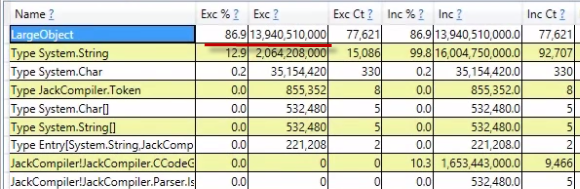 Name ? Exc % ? Exc ? Exc Ct ? Inc % ? Inc ? Inc Ct ?
LargeObject 86.9 13,940,510,000 77,621 86.9 13,940,510,000.0 77,621
Type System.String 12.9 2,064,208,000 15,086 99.8 16,004,750,000.0 92,707
Type System.Char 0.2 35,154,420 330 0.2 35,154,420.0 330
Type JackCompiler.Token 0.0 855,352 8 0.0 855,352.0 8
Type System.Char[] 0.0 532,480 5 0.0 532,480.0 5
Type System.String[] 0.0 532,480 5 0.0 532,480.0 5
Type Entry[System.String,JackComp 0.0 221,208 2 0.0 221,208.0 2
JackCompiler!JackCompiler.CCodeG 0.0 0 0 10.3 1,653,443,000.0 9,466
JackCompiler!JackCompiler.Parser.Is 0.0 0 0 0.0 532,480.0 5